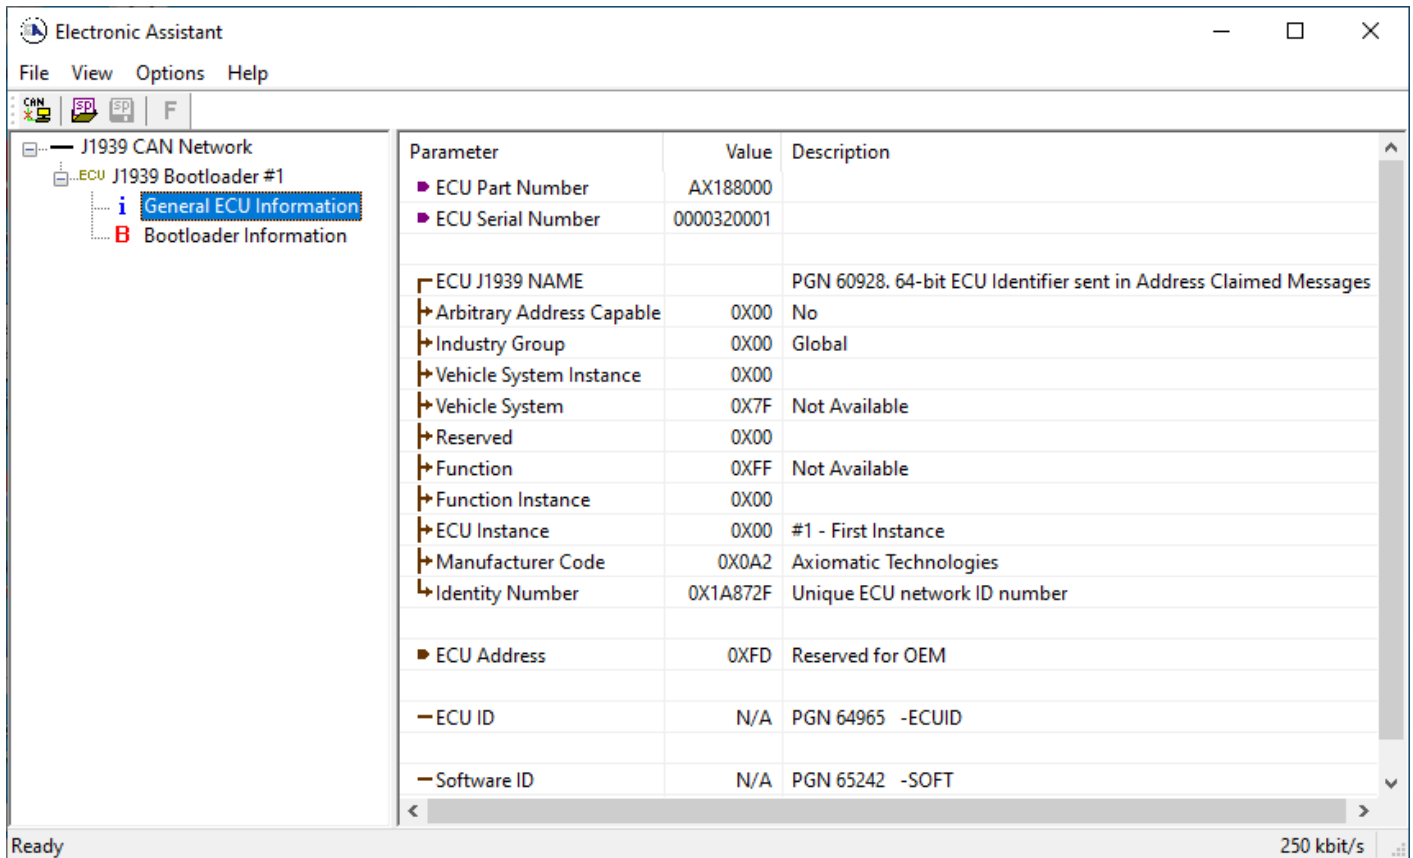 Electronic Assistant
File View Options Help
CAN SP SP F
J1939 CAN Network
ECU J1939 Bootloader #1
i General ECU Information
B Bootloader Information
Parameter Value Description
ECU Part Number AX188000
ECU Serial Number 0000320001
ECU J1939 NAME PGN 60928. 64-bit ECU Identifier sent in Address Claimed Messages
Arbitrary Address Capable 0X00 No
Industry Group 0X00 Global
Vehicle System Instance 0X00
Vehicle System 0X7F Not Available
Reserved 0X00
Function 0XFF Not Available
Function Instance 0X00
ECU Instance 0X00 #1 - First Instance
Manufacturer Code 0X0A2 Axiomatic Technologies
Identity Number 0X1A872F Unique ECU network ID number
ECU Address 0XFD Reserved for OEM
ECU ID N/A PGN 64965 -ECUID
Software ID N/A PGN 65242 -SOFT
Ready 250 kbit/s